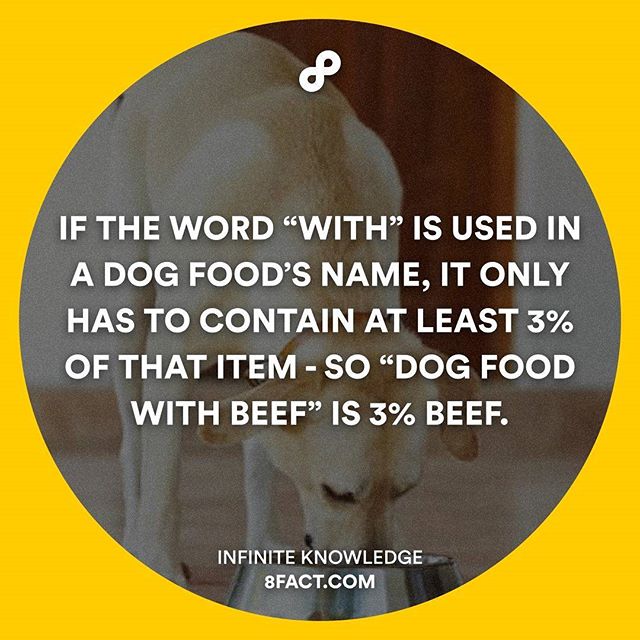 IF THE WORD “WITH” IS USED IN
A DOG FOOD’S NAME, IT ONLY
HAS TO CONTAIN AT LEAST 3%
OF THAT ITEM - SO “DOG FOOD
WITH BEEF” IS 3% BEEF.
INFINITE KNOWLEDGE
8FACT.COM